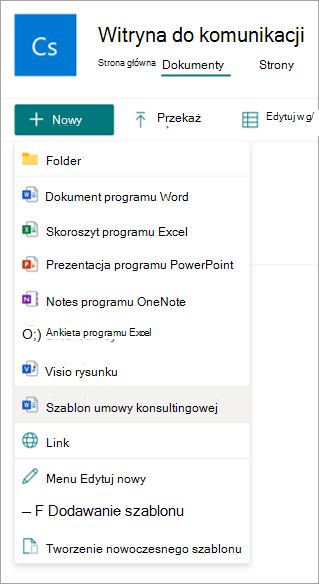 Cs
Witryna do komunikacji
Strona główna Dokumenty Strony
+ Nowy Przekaż Edytuj w g/
Folder
Dokument programu Word
Skoroszyt programu Excel
Prezentacja programu PowerPoint
Notes programu OneNote
O;) Ankieta programu Excel
Visio rysunku
Szablon umowy konsultingowej
Link
Menu Edytuj nowy
– F Dodawanie szablonu
Tworzenie nowoczesnego szablonu